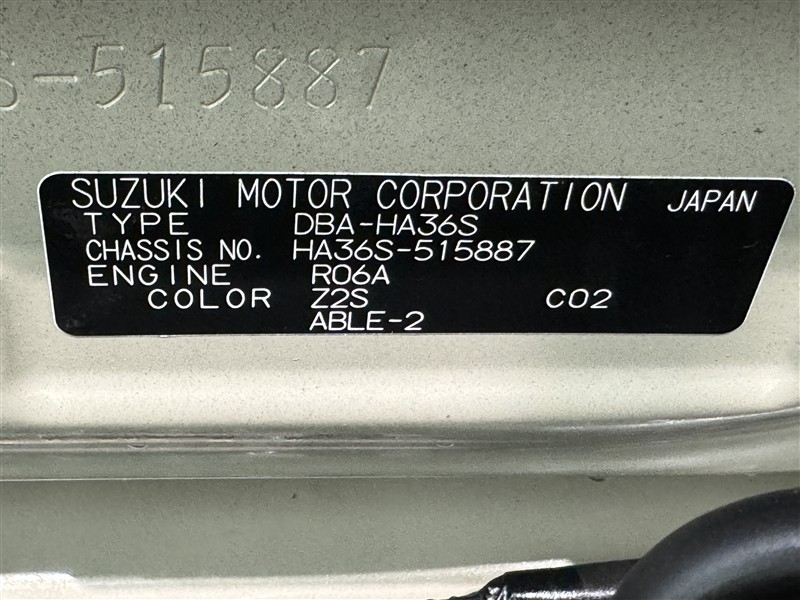 S-515887
SUZUKI MOTOR CORPORATION JAPAN
TYPE DBA-HA36S
CHASSIS NO. HA36S-515887
ENGINE R06A
COLOR Z2S C02
ABLE-2